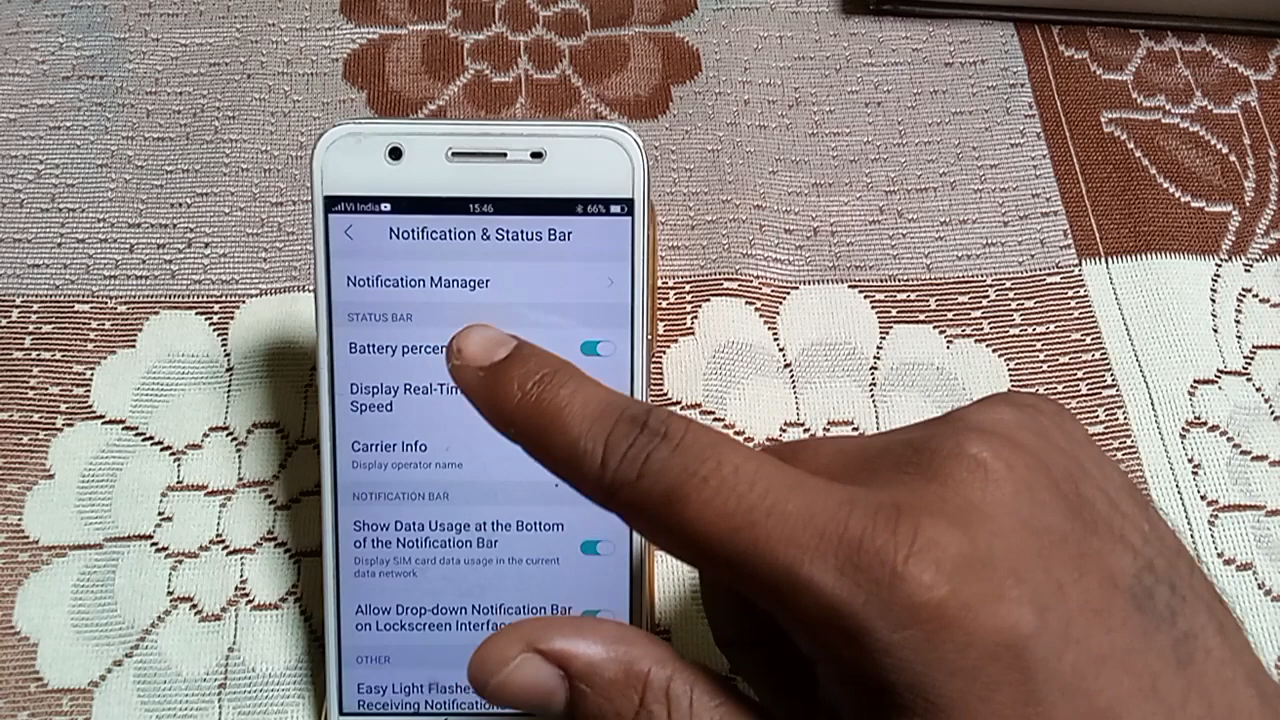 Vi India 15:46 66%
Notification & Status Bar
Notification Manager
STATUS BAR
Battery percen
Display Real-Tim
Speed
Carrier Info
Display operator name
NOTIFICATION BAR
Show Data Usage at the Bottom
of the Notification Bar
Display SIM card data usage in the current
data network
Allow Drop-down Notification Bar
on Lockscreen Interfac
OTHER
Easy Light Flashes
Receiving Notification